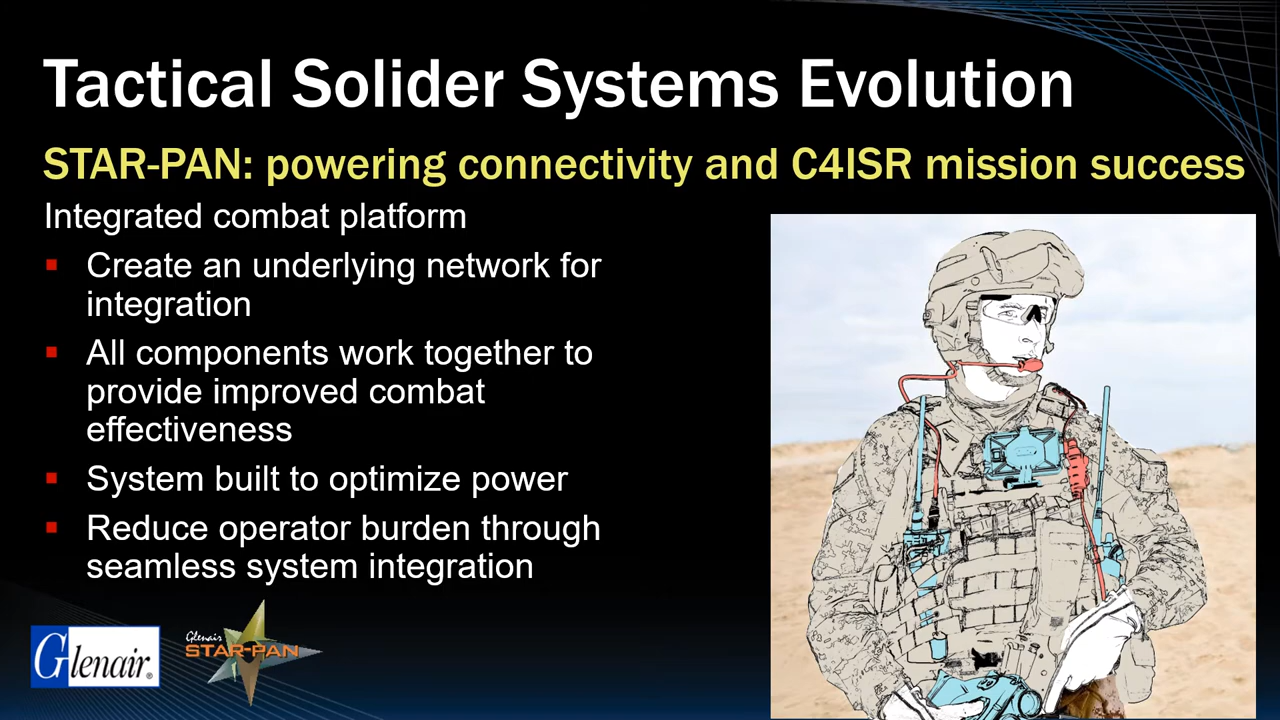 Tactical Solider Systems Evolution
STAR-PAN: powering connectivity and C4ISR mission success
Integrated combat platform
▪ Create an underlying network for
integration
▪ All components work together to
provide improved combat
effectiveness
▪ System built to optimize power
▪ Reduce operator burden through
seamless system integration
Glenair®
Glenair
STAR-PAN